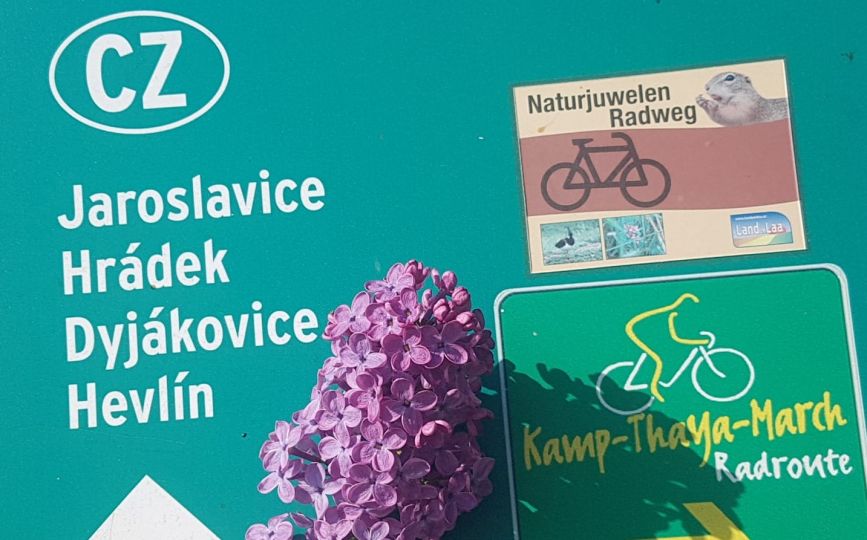 CZ
Jaroslavice
Hrádek
Dyjákovice
Hevlín
Naturjuwelen
Radweg
Land um Laa
Kamp-Thaya-March
Radroute